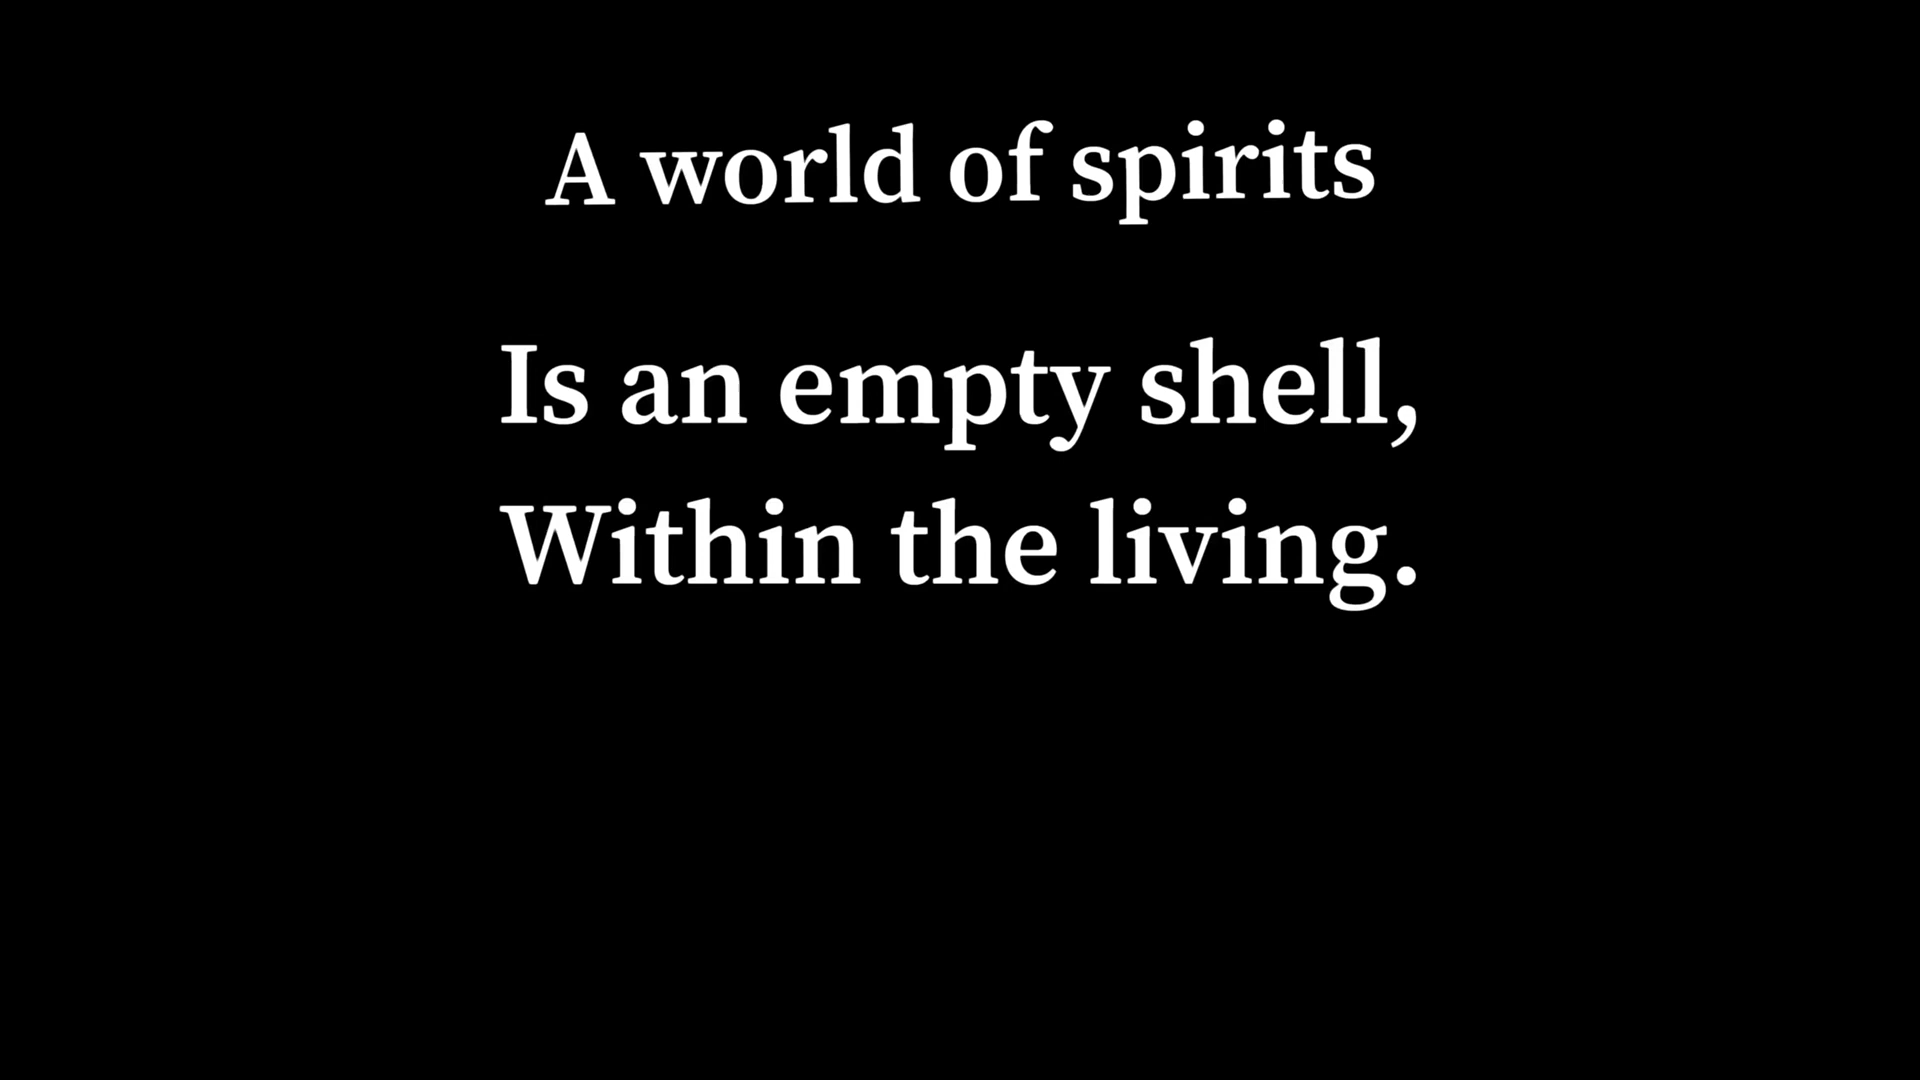 A world of spirits
Is an empty shell,
Within the living.